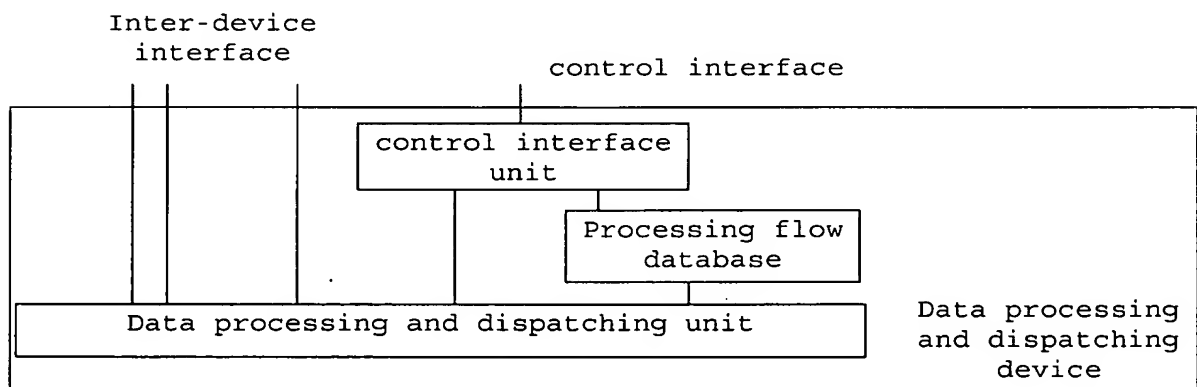 Inter-device
interface
control interface
control interface
unit
Processing flow
database
Data processing and dispatching unit
Data processing
and dispatching
device